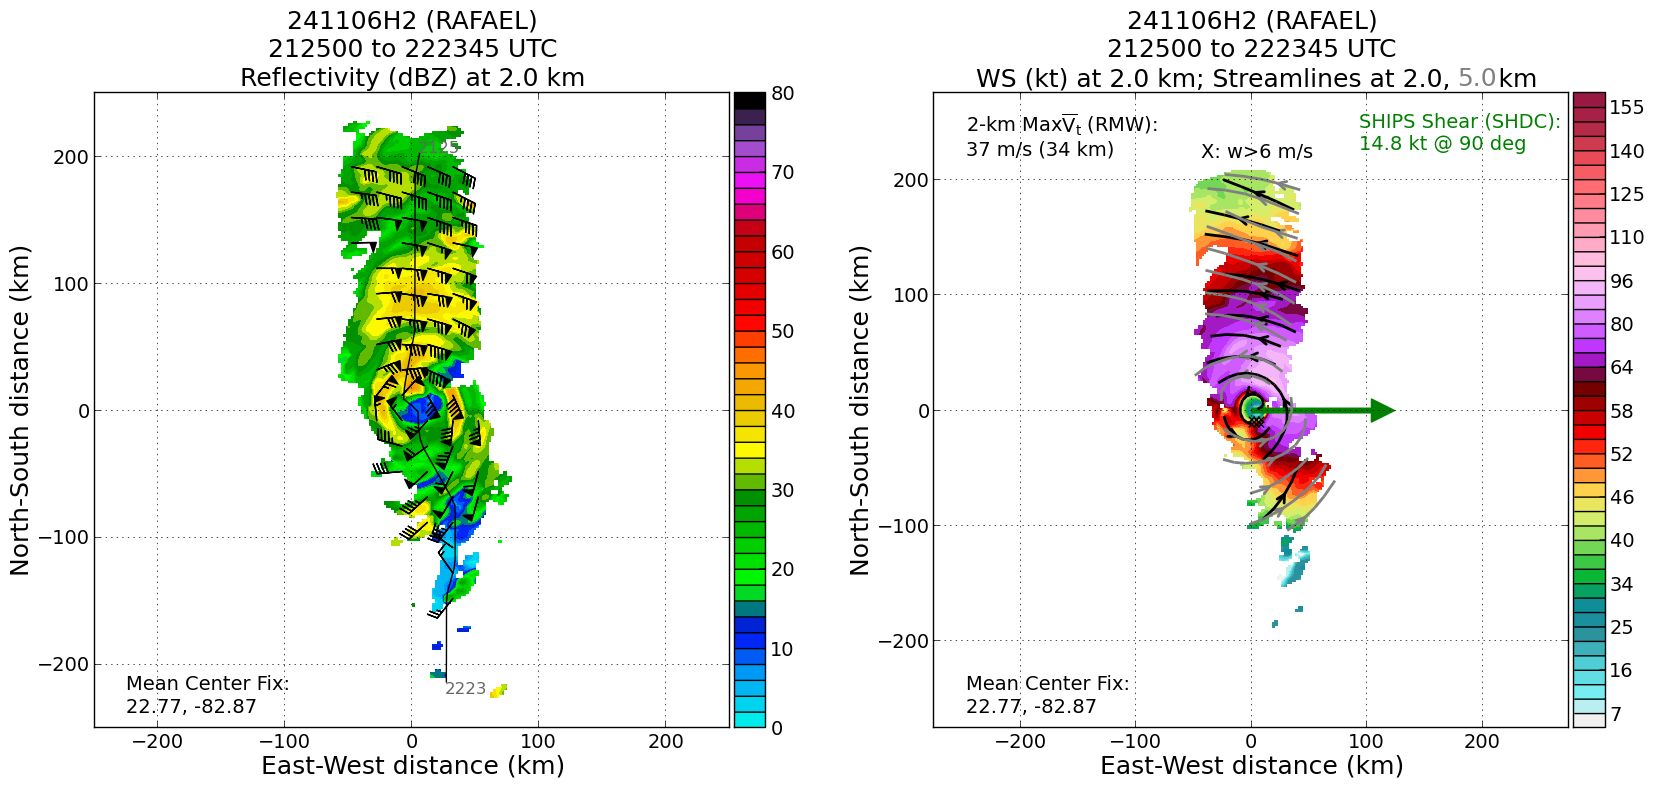 241106H2 (RAFAEL)
212500 to 222345 UTC
Reflectivity (dBZ) at 2.0 km
North-South distance (km)
200
100
0
−100
−200
−200
−100
0
100
200
East-West distance (km)
2125
2223
Mean Center Fix:
22.77, -82.87
80
70
60
50
40
30
20
10
0
241106H2 (RAFAEL)
212500 to 222345 UTC
WS (kt) at 2.0 km; Streamlines at 2.0, 5.0km
2-km MaxV̅t (RMW):
37 m/s (34 km)
X: w>6 m/s
SHIPS Shear (SHDC):
14.8 kt @ 90 deg
North-South distance (km)
200
100
0
−100
−200
−200
−100
0
100
200
East-West distance (km)
Mean Center Fix:
22.77, -82.87
155
140
125
110
96
80
64
58
52
46
40
34
25
16
7